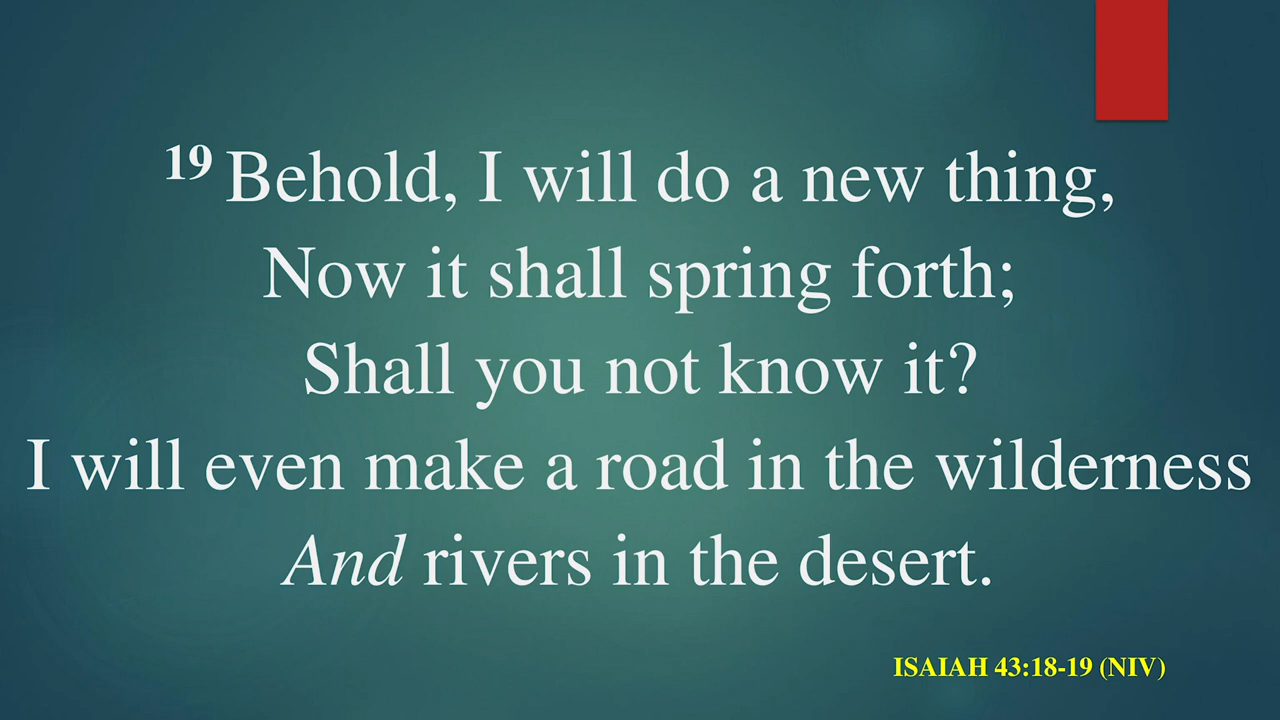 19 Behold, I will do a new thing,
Now it shall spring forth;
Shall you not know it?
I will even make a road in the wilderness
And rivers in the desert.
ISAIAH 43:18-19 (NIV)